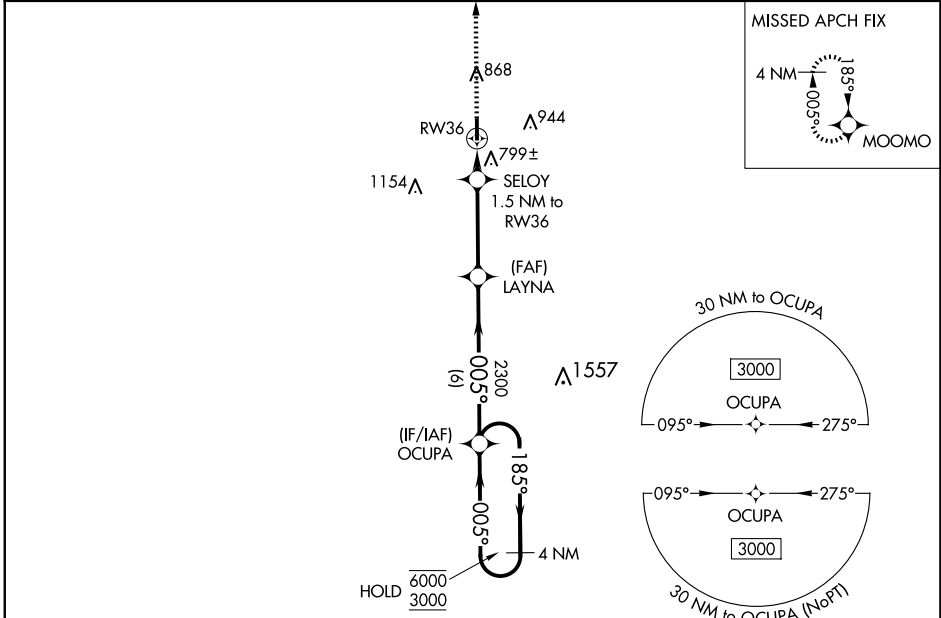 MISSED APCH FIX
4 NM
185°
005°
MOOMO
868
944
RW36
799±
1154
SELOY
1.5 NM to
RW36
(FAF)
LAYNA
2300
005°
(6)
1557
(IF/IAF)
OCUPA
185°
005°
4 NM
HOLD
6000
3000
30 NM to OCUPA
3000
OCUPA
095°
275°
095°
275°
OCUPA
3000
30 NM to OCUPA (NoPT)